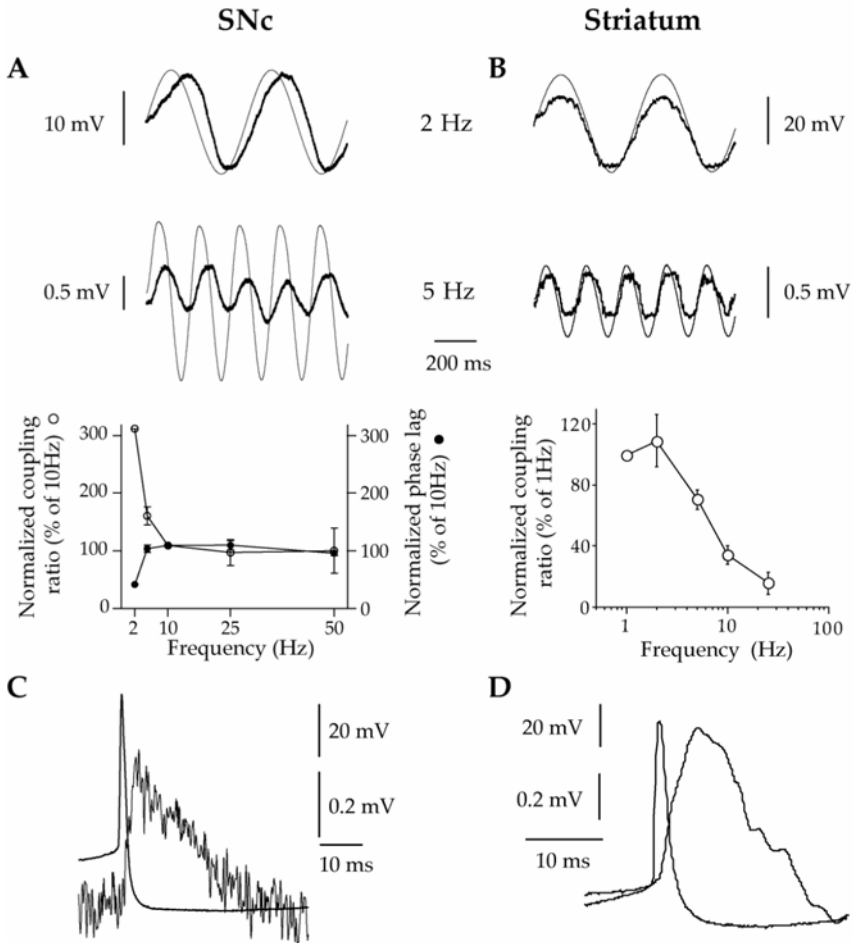 SNc
Striatum
A
B
10 mV
2 Hz
20 mV
0.5 mV
5 Hz
0.5 mV
200 ms
Normalized coupling
ratio (% of 10Hz)
300
200
100
0
2
10
25
50
Frequency (Hz)
300
200
100
0
Normalized phase lag
(% of 10Hz)
Normalized coupling
ratio (% of 1Hz)
120
80
40
0
1
10
100
Frequency (Hz)
C
20 mV
0.2 mV
10 ms
D
20 mV
0.2 mV
10 ms